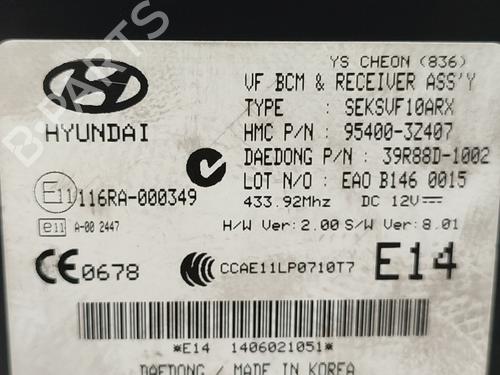 YS CHEON (836)
VF BCM & RECEIVER ASS'Y
TYPE : SEKSVF10ARX
HYUNDAI
HMC P/N : 95400-3Z407
DAEDONG P/N : 39R88D-1002
E11 116RA-000349
LOT N/O : EAO B146 0015
433.92Mhz DC 12V
e11 A-00 2447
H/W Ver: 2.00 S/W Ver: 8.01
CE0678
CCAE11LP0710T7
E14
*E14 1406021051*
DAEDONG / MADE IN KOREA
B-PARTS